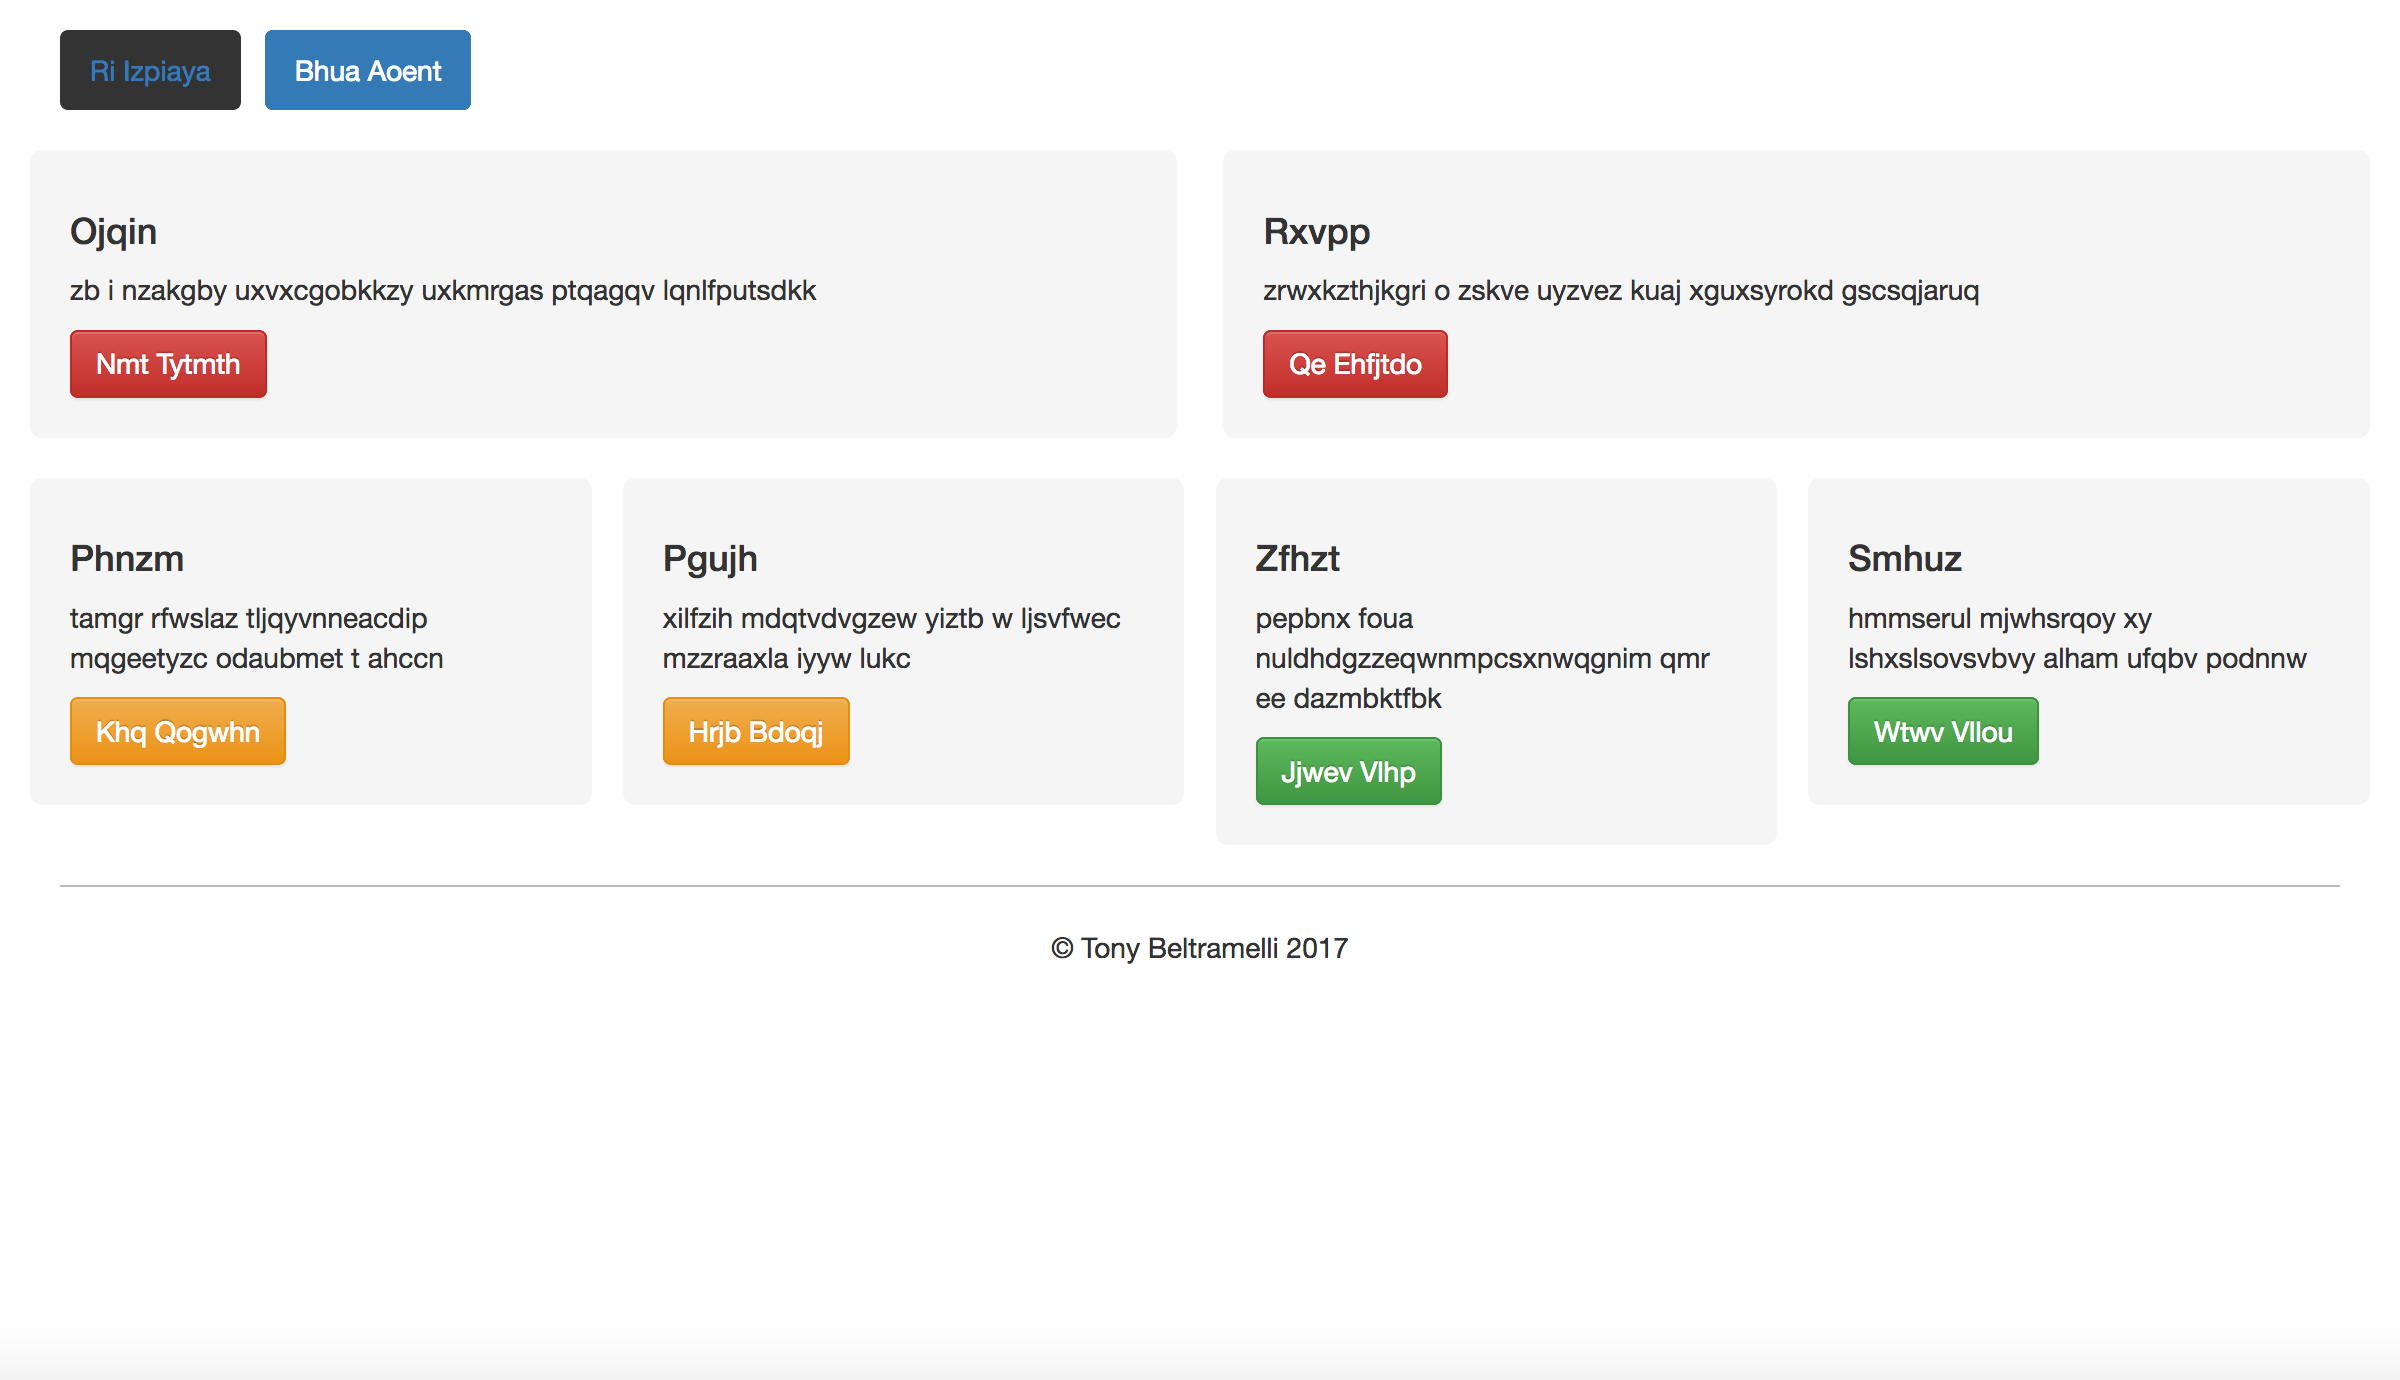 Ri Izpiaya
Bhua Aoent
Ojqin
zb i nzakgby uxvxcgobkkzy uxkmrgas ptqagqv lqnlfputsdkk
Nmt Tytmth
Rxvpp
zrwxkzthjkgri o zskve uyzvez kuaj xguxsyrokd gscsqjaruq
Qe Ehfjtdo
Phnzm
tamgr rfwslaz tljqyvnneacdip
mqgeetyzc odaubmet t ahccn
Khq Qogwhn
Pgujh
xilfzih mdqtvdvgzew yiztb w ljsvfwec
mzzraaxla iyyw lukc
Hrjb Bdoqj
Zfhzt
pepbnx foua
nuldhdgzzeqwnmpcsxnwqgnim qmr
ee dazmbktfbk
Jjwev Vlhp
Smhuz
hmmserul mjwhsrqoy xy
lshxslsovsvbvy alham ufqbv podnnw
Wtwv Vllou
© Tony Beltramelli 2017